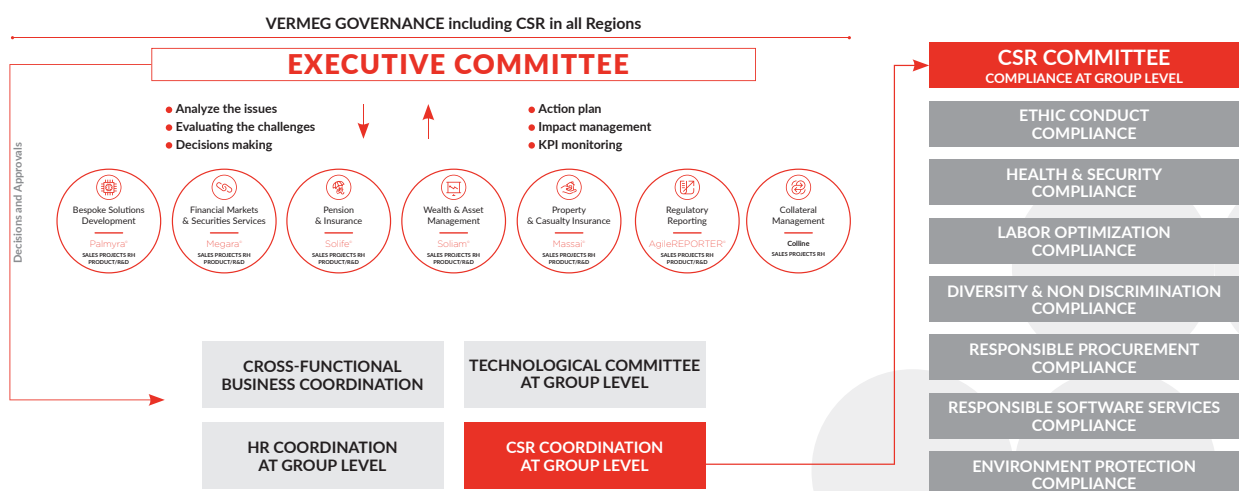 VERMEG GOVERNANCE including CSR in all Regions
EXECUTIVE COMMITTEE
Analyze the issues
Evaluating the challenges
Decisions making
Action plan
Impact management
KPI monitoring
Decisions and Approvals
Bespoke Solutions
Development
Palmyra®
SALES PROJECTS RH
PRODUCT/R&D
Financial Markets
& Securities Services
Megara®
SALES PROJECTS RH
PRODUCT/R&D
Pension
& Insurance
Solife®
SALES PROJECTS RH
PRODUCT/R&D
Wealth & Asset
Management
Soliam®
SALES PROJECTS RH
PRODUCT/R&D
Property
& Casualty Insurance
Massai®
SALES PROJECTS RH
PRODUCT/R&D
Regulatory
Reporting
AgileREPORTER®
SALES PROJECTS RH
PRODUCT/R&D
Collateral
Management
Colline
SALES PROJECTS RH
CROSS-FUNCTIONAL
BUSINESS COORDINATION
TECHNOLOGICAL COMMITTEE
AT GROUP LEVEL
HR COORDINATION
AT GROUP LEVEL
CSR COORDINATION
AT GROUP LEVEL
CSR COMMITTEE
COMPLIANCE AT GROUP LEVEL
ETHIC CONDUCT
COMPLIANCE
HEALTH & SECURITY
COMPLIANCE
LABOR OPTIMIZATION
COMPLIANCE
DIVERSITY & NON DISCRIMINATION
COMPLIANCE
RESPONSIBLE PROCUREMENT
COMPLIANCE
RESPONSIBLE SOFTWARE SERVICES
COMPLIANCE
ENVIRONMENT PROTECTION
COMPLIANCE